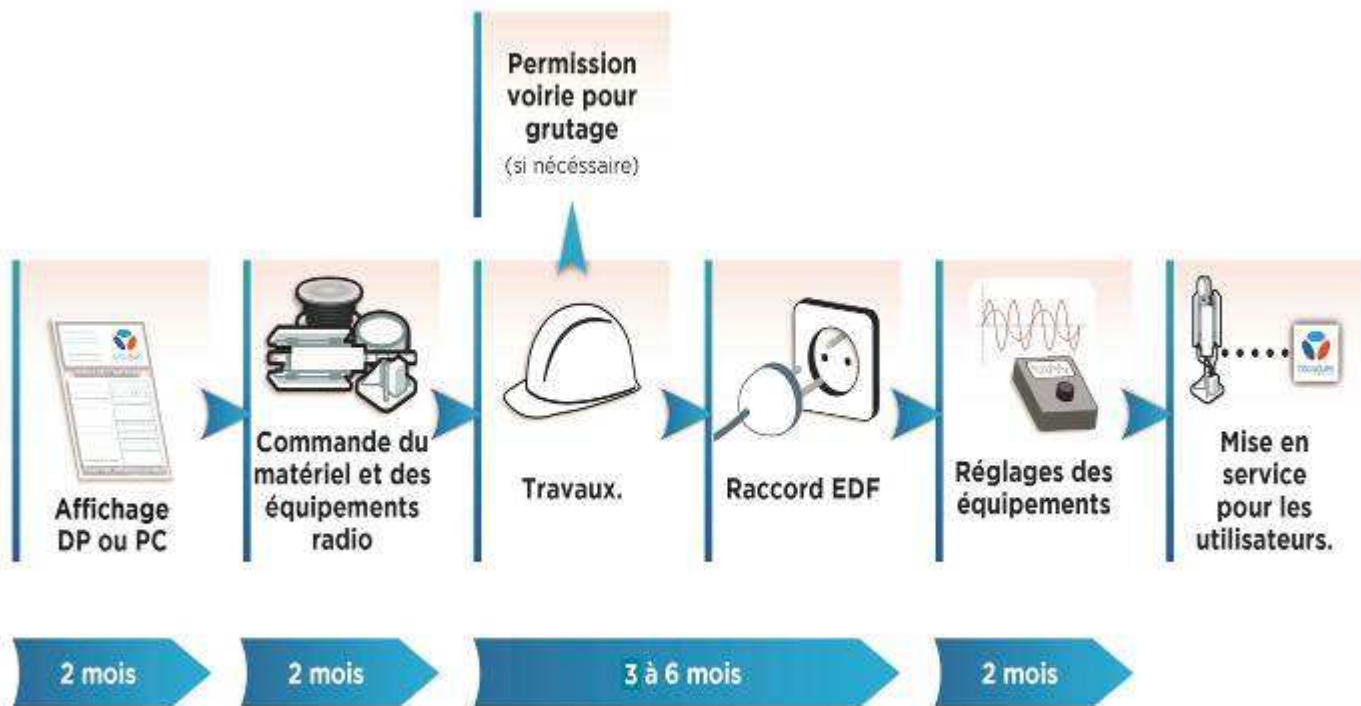 Permission
voirie pour
grutage
(si nécéssaire)
Affichage
DP ou PC
Commande du
matériel et des
équipements
radio
Travaux.
Raccord EDF
Réglages des
équipements
Mise en
service
pour les
utilisateurs.
2 mois
2 mois
3 à 6 mois
2 mois